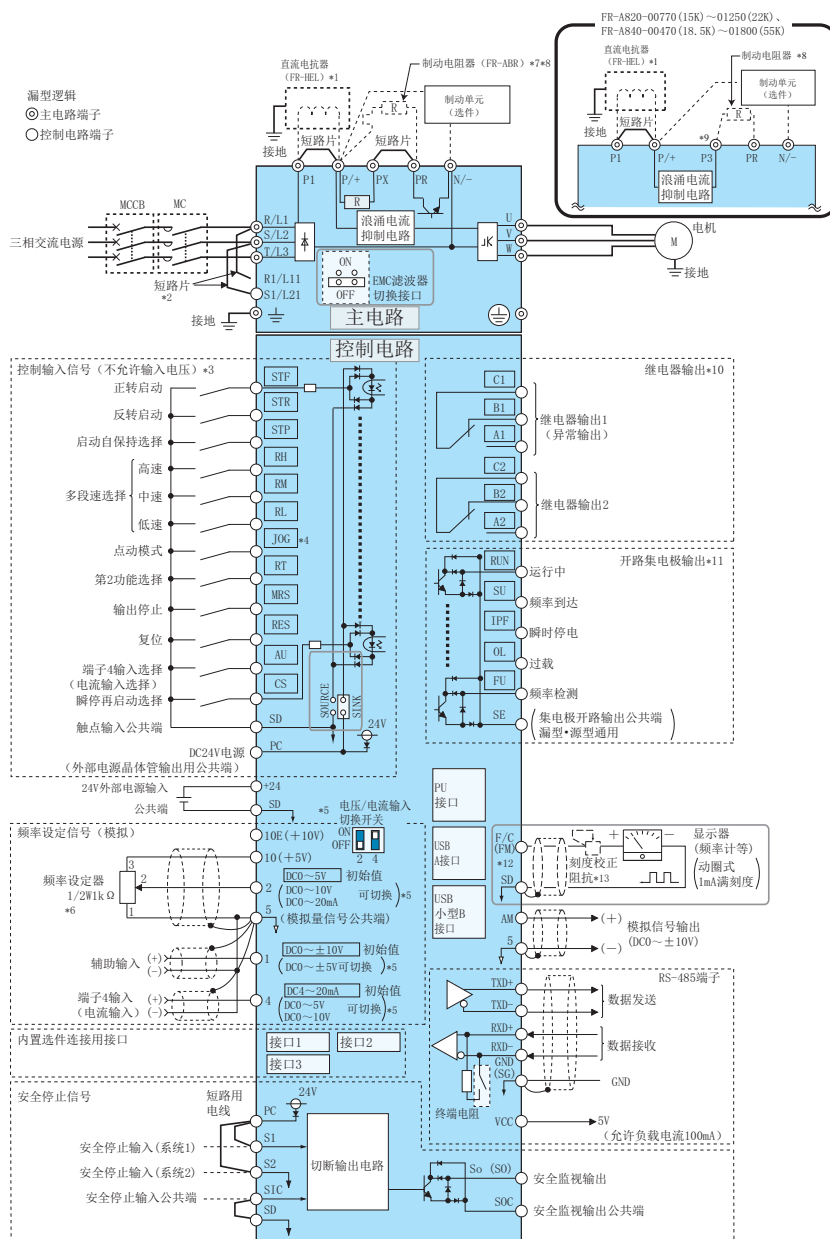 FR-A820-00770(15K)～01250(22K)、
FR-A840-00470(18.5K)～01800(55K)
直流电抗器
(FR-HEL)*1
制动电阻器 *8
R
制动单元
(选件)
接地
短路片
*9
P1
P/+
P3
PR
N/-
浪涌电流
抑制电路
漏型逻辑
主电路端子
控制电路端子
直流电抗器
(FR-HEL)*1
制动电阻器(FR-ABR)*7*8
R
制动单元
(选件)
接地
短路片
短路片
P1
P/+
PX
PR
N/-
R
浪涌电流
抑制电路
MCCB
MC
三相交流电源
R/L1
S/L2
T/L3
R1/L11
S1/L21
短路片
*2
接地
ON
OFF
EMC滤波器
切换接口
主电路
U
V
W
电机
M
接地
控制电路
控制输入信号(不允许输入电压)*3
正转启动
STF
反转启动
STR
启动自保持选择
STP
多段速选择
高速
RH
中速
RM
低速
RL
点动模式
JOG
*4
第2功能选择
RT
输出停止
MRS
复位
RES
端子4输入选择
(电流输入选择)
AU
瞬停再启动选择
CS
触点输入公共端
SD
SOURCE
SINK
24V
DC24V电源
(外部电源晶体管输出用公共端)
PC
继电器输出*10
C1
B1
A1
继电器输出1
(异常输出)
C2
B2
A2
继电器输出2
开路集电极输出*11
RUN
运行中
SU
频率到达
IPF
瞬时停电
OL
过载
FU
频率检测
SE
(集电极开路输出公共端
漏型•源型通用)
24V外部电源输入
+24
公共端
SD
频率设定信号(模拟)
*5
电压/电流输入
切换开关
ON
OFF
2 4
10E(+10V)
10(+5V)
频率设定器
1/2W1kΩ
*6
3
2
1
2
DC0～5V 初始值
(DC0～10V
DC0～20mA 可切换)*5
5
(模拟量信号公共端)
辅助输入
(+)
(-)
1
DC0～±10V 初始值
(DC0～±5V可切换)*5
端子4输入
(电流输入)
(+)
(-)
4
DC4～20mA 初始值
(DC0～5V
DC0～10V 可切换)*5
PU
接口
USB
A接口
USB
小型B
接口
F/C
(FM)
*12
SD
刻度校正
阻抗*13
+
-
显示器
(频率计等)
(动圈式
1mA满刻度)
AM
5
(+)
(-)
模拟信号输出
(DC0～±10V)
RS-485端子
TXD+
TXD-
数据发送
RXD+
RXD-
数据接收
GND
(SG)
GND
终端电阻
VCC
5V
(允许负载电流100mA)
内置选件连接用接口
接口1
接口2
接口3
安全停止信号
短路用
电线
24V
PC
安全停止输入(系统1)
S1
安全停止输入(系统2)
S2
安全停止输入公共端
SIC
SD
切断输出电路
So (SO)
安全监视输出
SOC
安全监视输出公共端